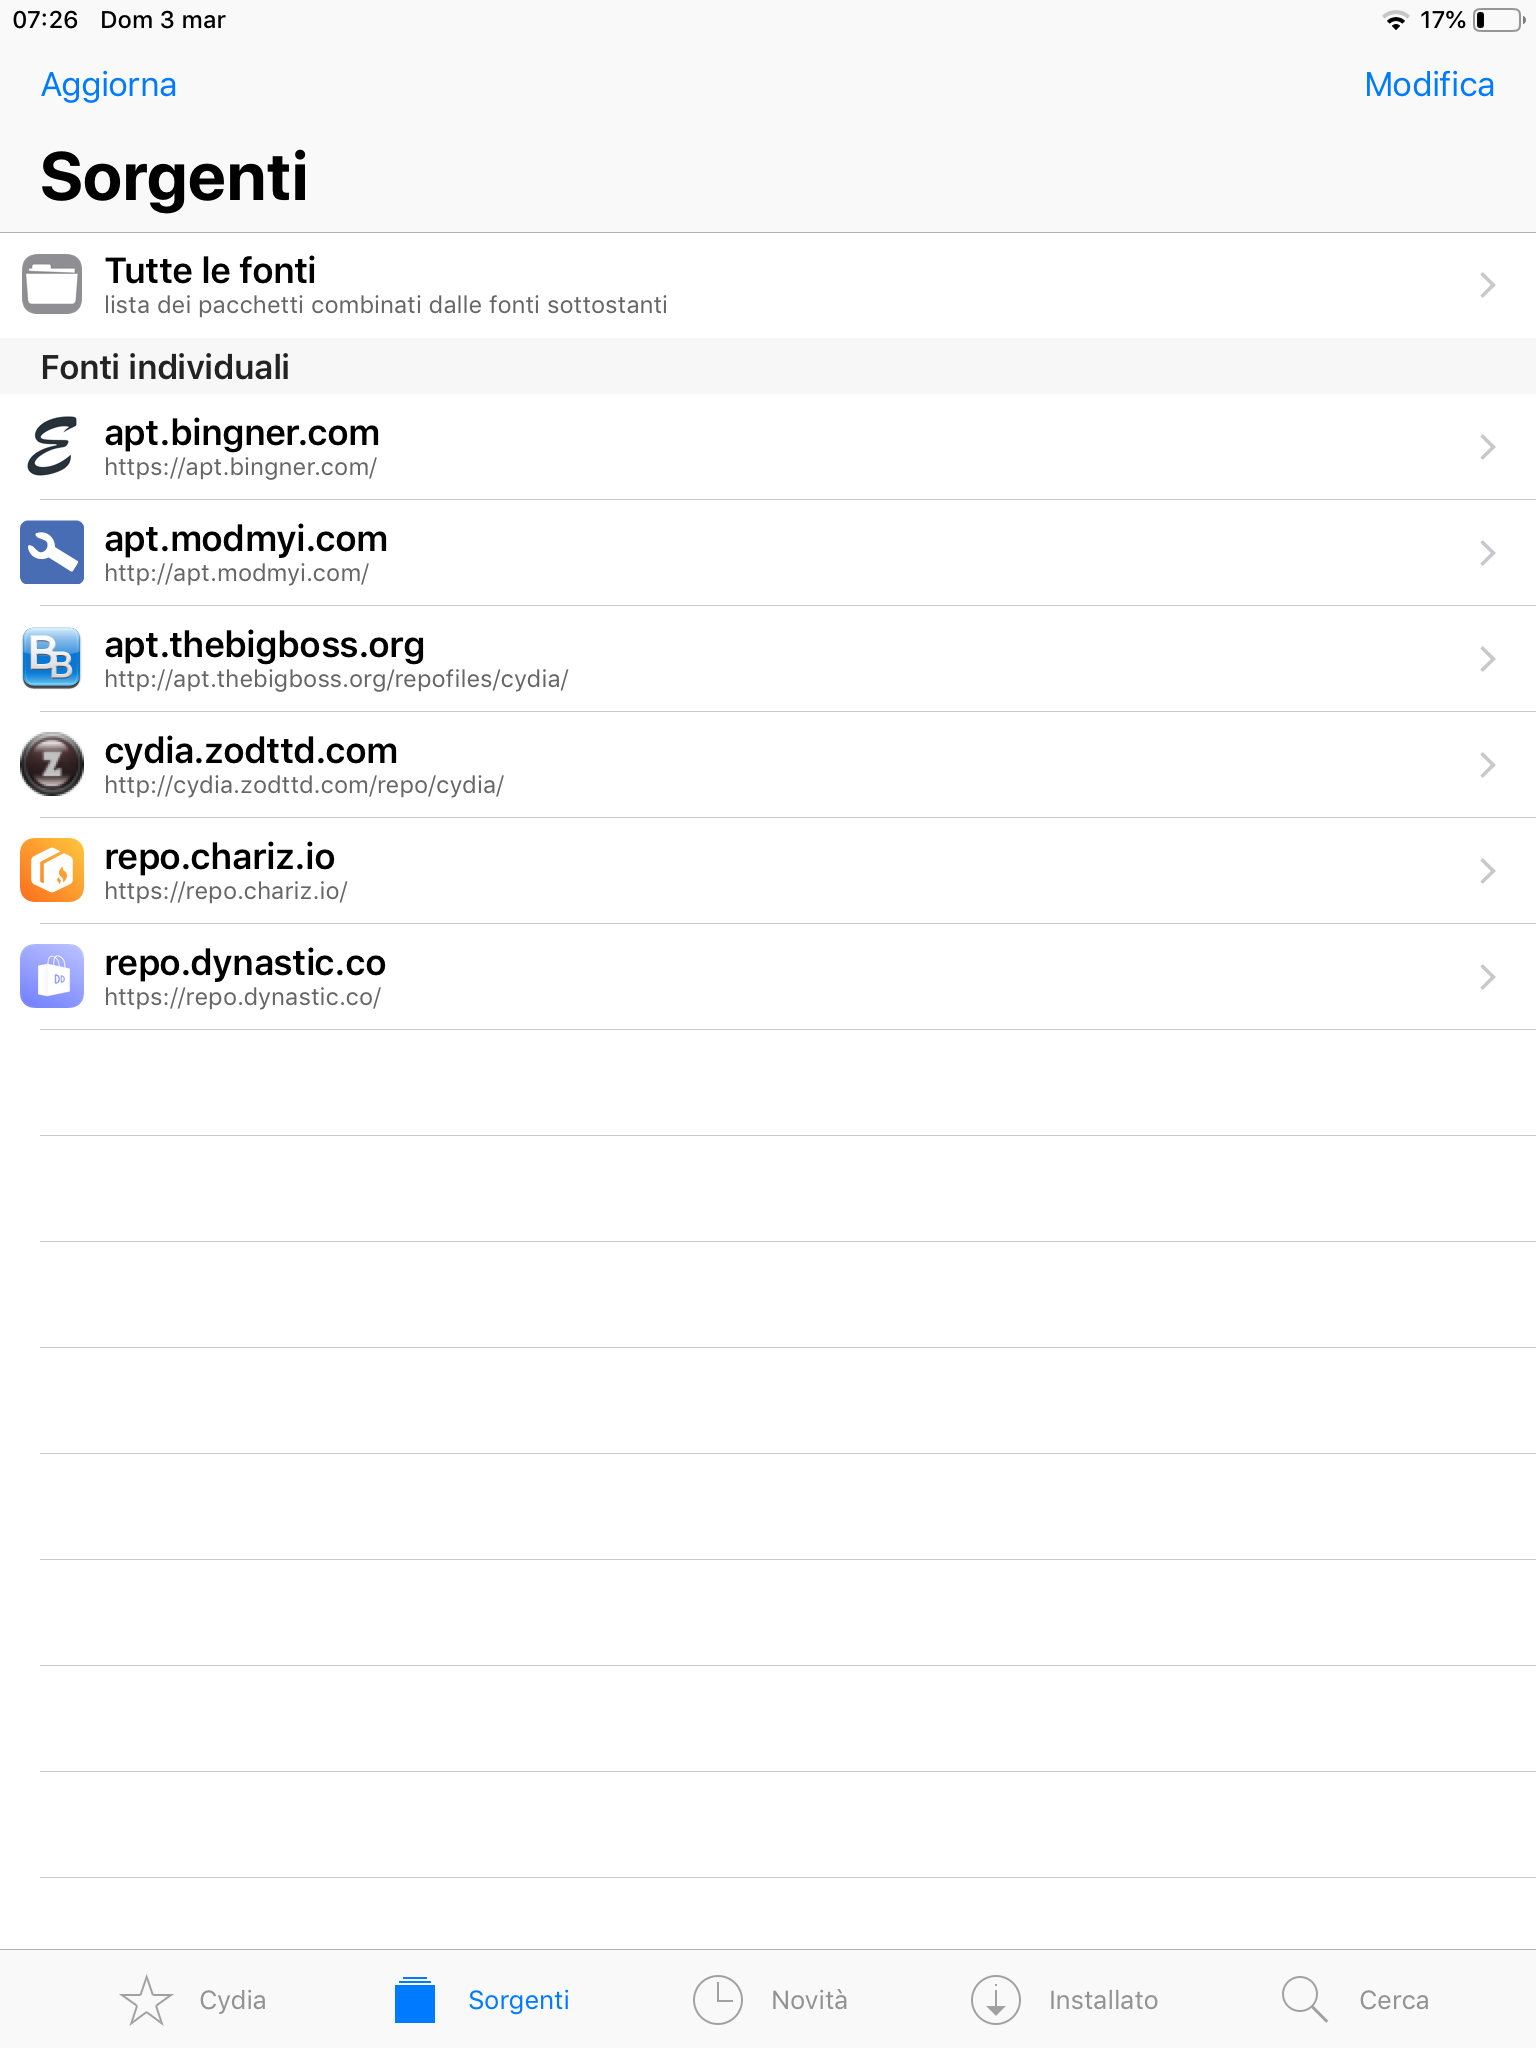 07:26 Dom 3 mar 17%
Aggiorna Modifica
Sorgenti
Tutte le fonti
lista dei pacchetti combinati dalle fonti sottostanti
Fonti individuali
apt.bingner.com
https://apt.bingner.com/
apt.modmyi.com
http://apt.modmyi.com/
BB
apt.thebigboss.org
http://apt.thebigboss.org/repofiles/cydia/
Z
cydia.zodttd.com
http://cydia.zodttd.com/repo/cydia/
repo.chariz.io
https://repo.chariz.io/
DD
repo.dynastic.co
https://repo.dynastic.co/
Cydia Sorgenti Novità Installato Cerca